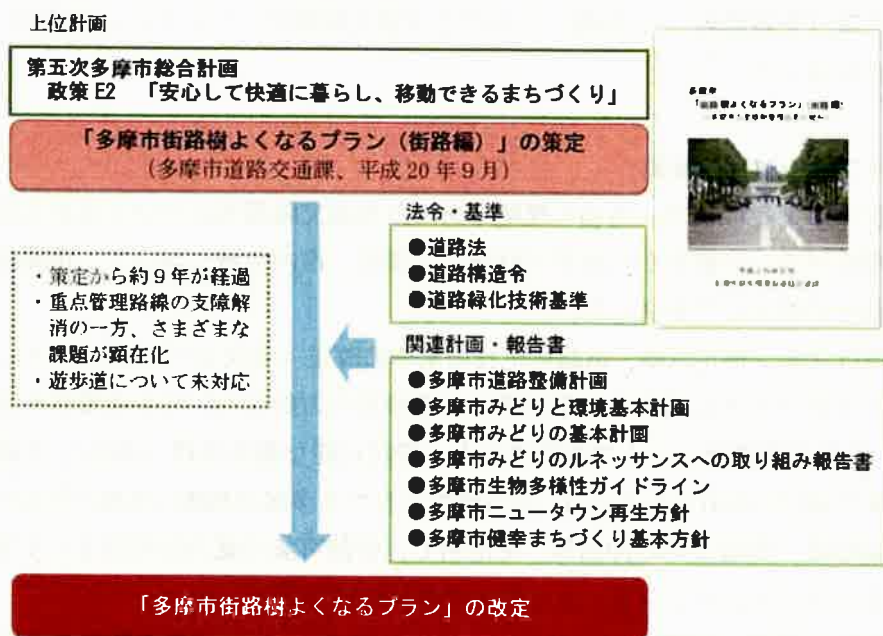 上位計画
第五次多摩市総合計画
政策 E2 「安心して快適に暮らし、移動できるまちづくり」
「多摩市街路樹よくなるプラン（街路編）」の策定
（多摩市道路交通課、平成 20 年 9 月）
法令・基準
●道路法
●道路構造令
●道路緑化技術基準
・策定から約９年が経過
・重点管理路線の支障解
消の一方、さまざまな
課題が顕在化
・遊歩道について未対応
関連計画・報告書
●多摩市道路整備計画
●多摩市みどりと環境基本計画
●多摩市みどりの基本計画
●多摩市みどりのルネッサンスへの取り組み報告書
●多摩市生物多様性ガイドライン
●多摩市ニュータウン再生方針
●多摩市健幸まちづくり基本方針
「多摩市街路樹よくなるプラン」の改定
多摩市
「街路樹よくなるプラン」